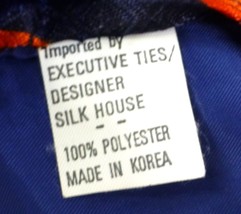 Imported by
EXECUTIVE TIES/
DESIGNER
SILK HOUSE
- -
100% POLYESTER
MADE IN KOREA